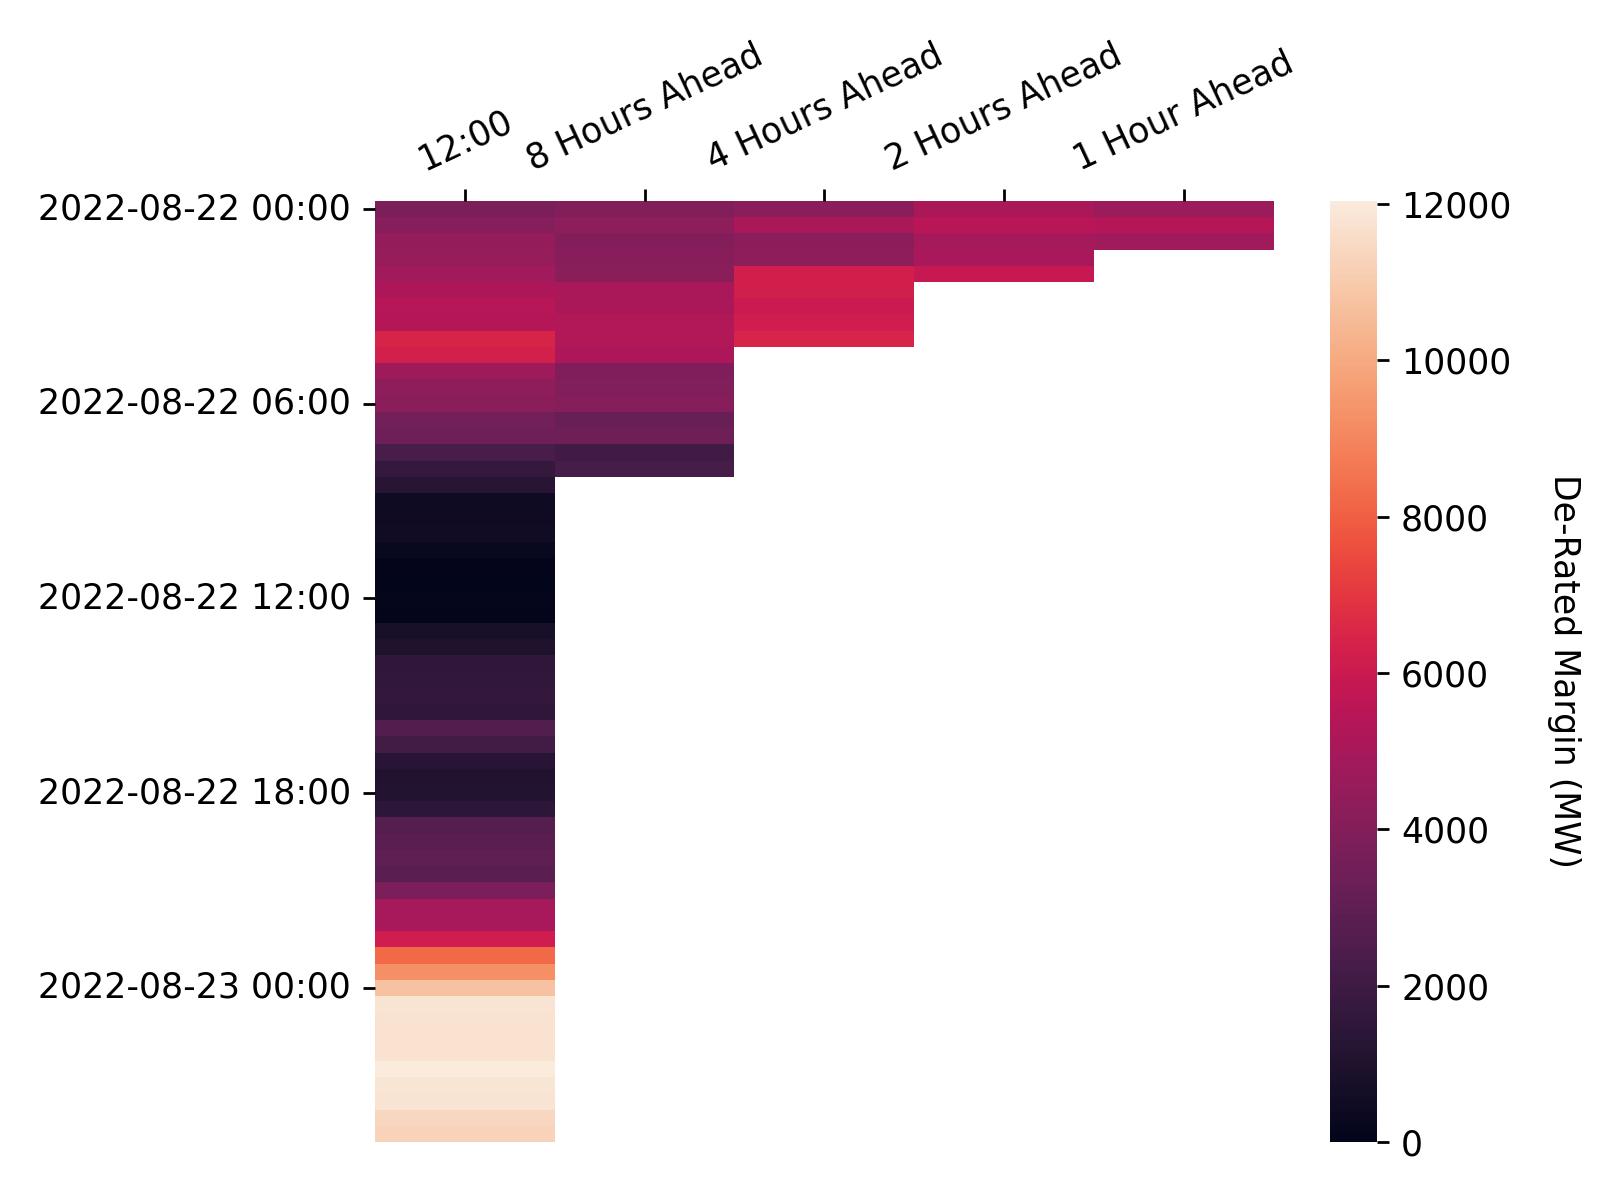 12:00
8 Hours Ahead
4 Hours Ahead
2 Hours Ahead
1 Hour Ahead
2022-08-22 00:00
2022-08-22 06:00
2022-08-22 12:00
2022-08-22 18:00
2022-08-23 00:00
12000
10000
8000
6000
4000
2000
0
De-Rated Margin (MW)